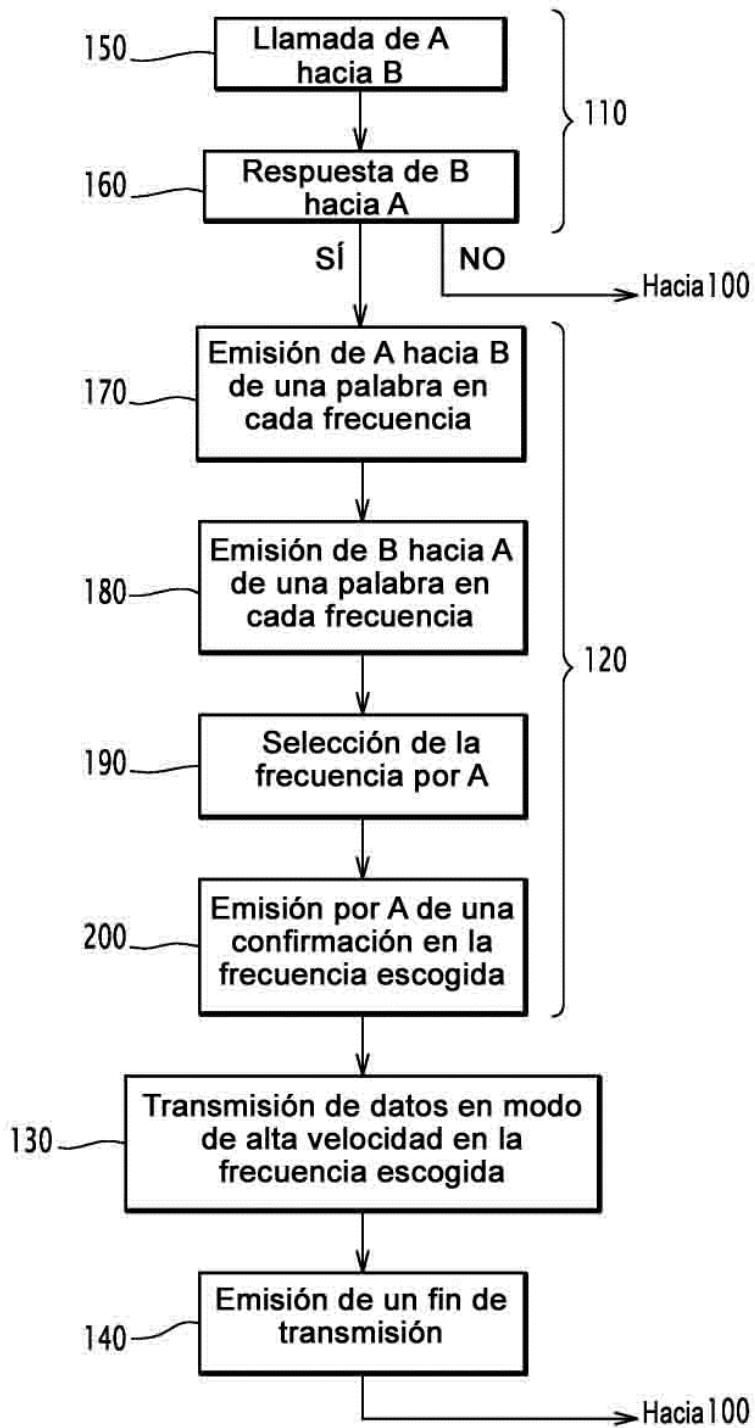 150
Llamada de A
hacia B
110
160
Respuesta de B
hacia A
SÍ
NO
Hacia 100
170
Emisión de A hacia B
de una palabra en
cada frecuencia
180
Emisión de B hacia A
de una palabra en
cada frecuencia
120
190
Selección de la
frecuencia por A
200
Emisión por A de una
confirmación en la
frecuencia escogida
130
Transmisión de datos en modo
de alta velocidad en la
frecuencia escogida
140
Emisión de un fin de
transmisión
Hacia 100